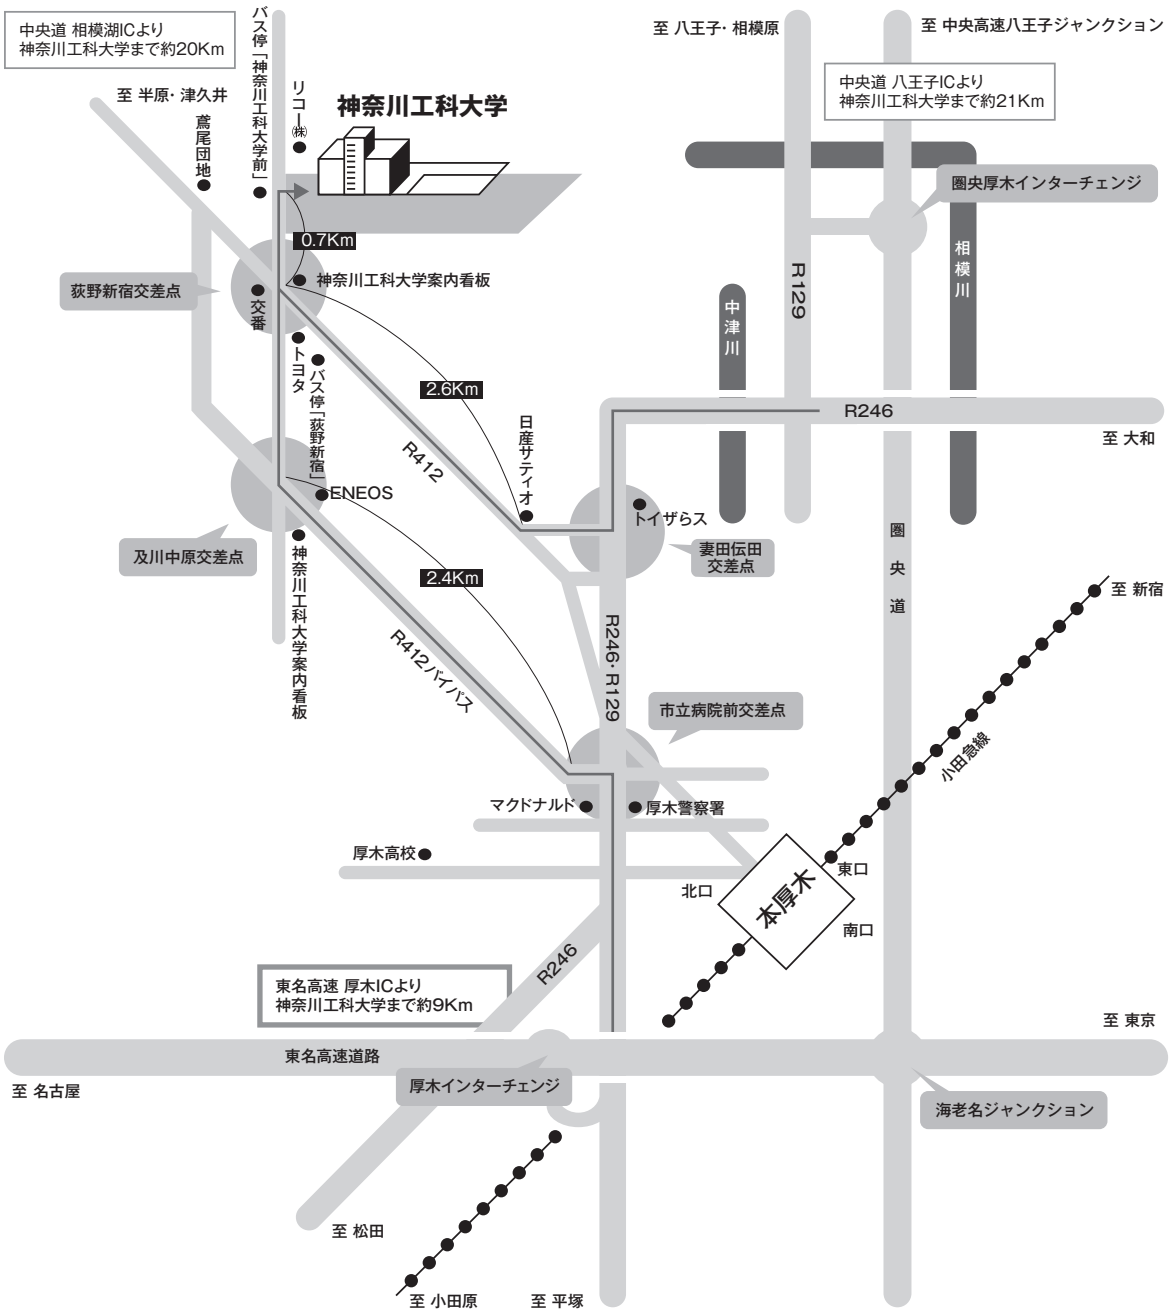 中央道 相模湖ICより
神奈川工科大学まで約20Km
バス停「神奈川工科大学前」
至 八王子・相模原
至 中央高速八王子ジャンクション
中央道 八王子ICより
神奈川工科大学まで約21Km
至 半原・津久井
リコー㈱
神奈川工科大学
鳶尾団地
圏央厚木インターチェンジ
0.7Km
相模川
R129
中津川
神奈川工科大学案内看板
荻野新宿交差点
交番
トヨタ
バス停「荻野新宿」
2.6Km
R246
至 大和
日産サティオ
R412
ENEOS
トイザらス
圏央道
及川中原交差点
神奈川工科大学案内看板
妻田伝田
交差点
2.4Km
至 新宿
R246・R129
R412バイパス
市立病院前交差点
小田急線
マクドナルド
厚木警察署
厚木高校
東口
北口
本厚木
南口
R246
東名高速 厚木ICより
神奈川工科大学まで約9Km
至 東京
東名高速道路
至 名古屋
厚木インターチェンジ
海老名ジャンクション
至 松田
至 小田原
至 平塚